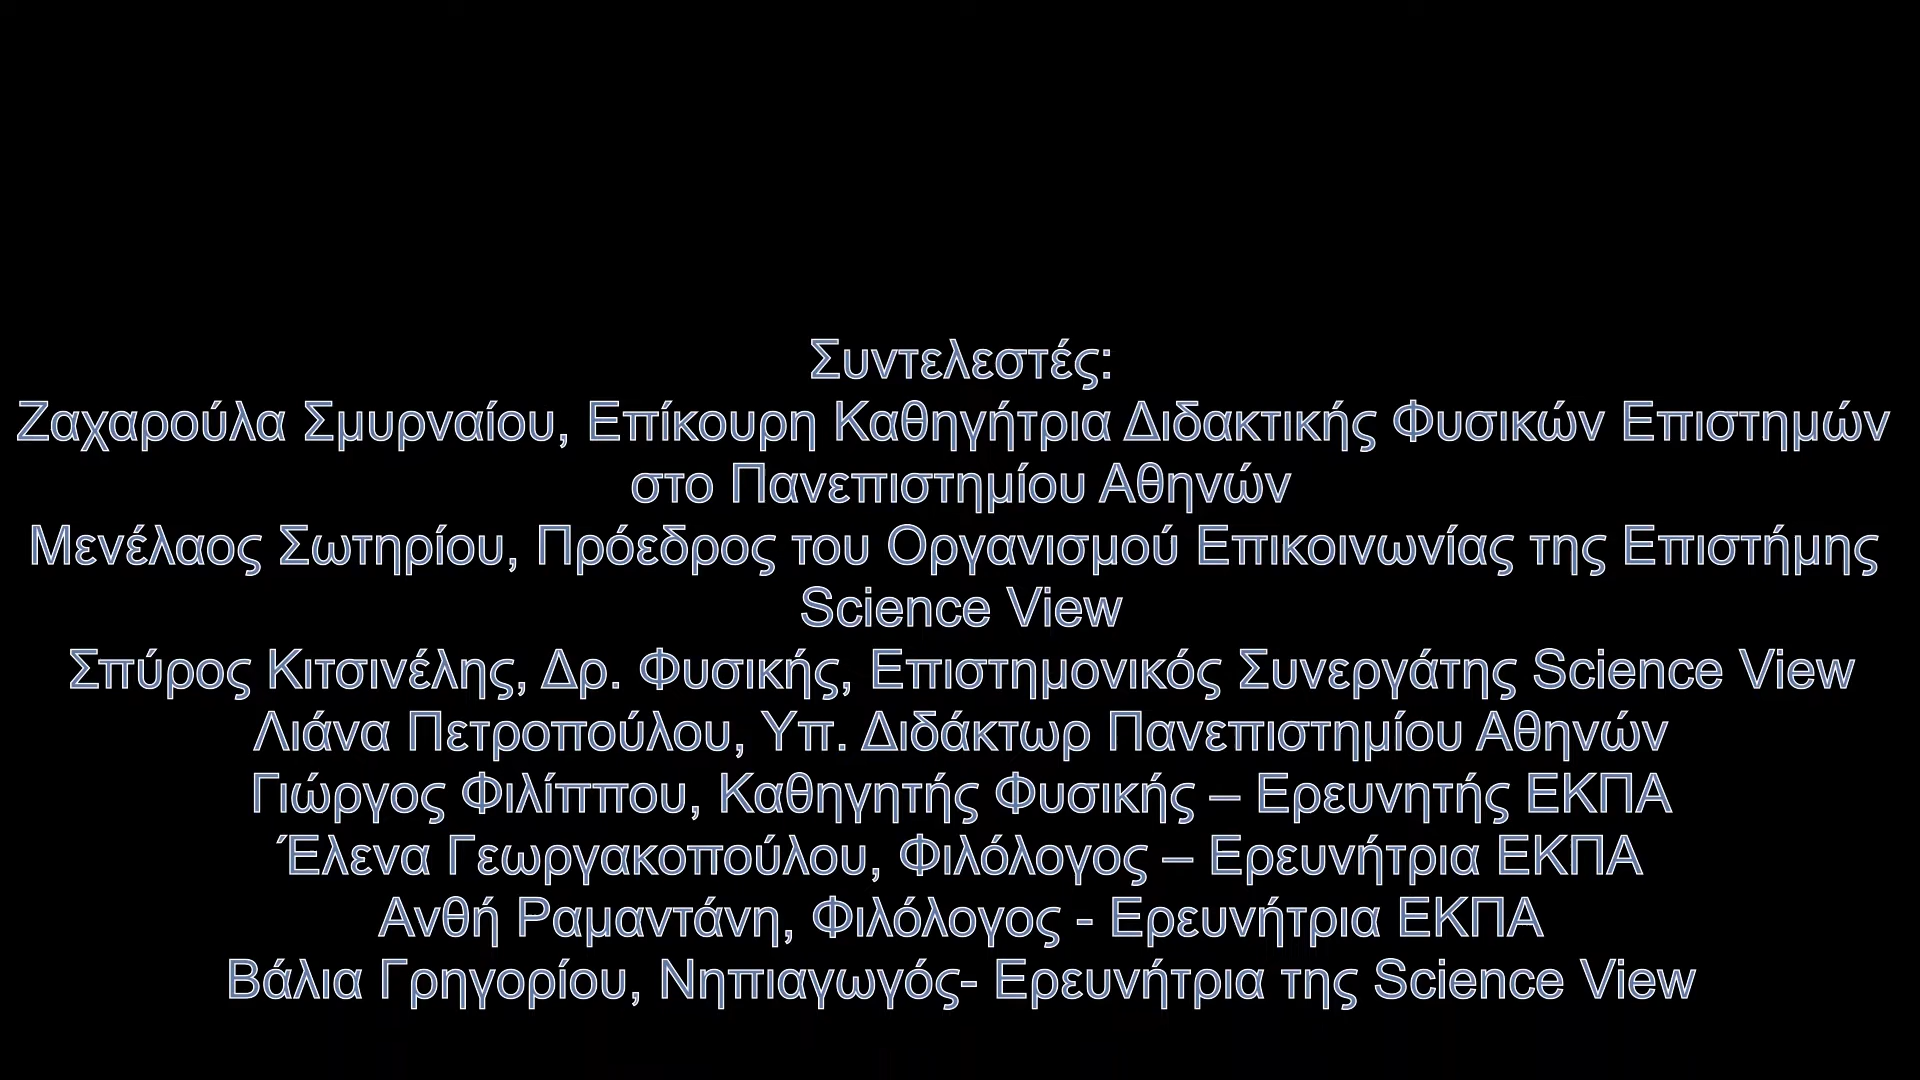 Συντελεστές:
Ζαχαρούλα Σμυρναίου, Επίκουρη Καθηγήτρια Διδακτικής Φυσικών Επιστημών
στο Πανεπιστημίου Αθηνών
Μενέλαος Σωτηρίου, Πρόεδρος του Οργανισμού Επικοινωνίας της Επιστήμης
Science View
Σπύρος Κιτσινέλης, Δρ. Φυσικής, Επιστημονικός Συνεργάτης Science View
Λιάνα Πετροπούλου, Υπ. Διδάκτωρ Πανεπιστημίου Αθηνών
Γιώργος Φιλίππου, Καθηγητής Φυσικής – Ερευνητής ΕΚΠΑ
Έλενα Γεωργακοπούλου, Φιλόλογος – Ερευνήτρια ΕΚΠΑ
Ανθή Ραμαντάνη, Φιλόλογος - Ερευνήτρια ΕΚΠΑ
Βάλια Γρηγορίου, Νηπιαγωγός- Ερευνήτρια της Science View